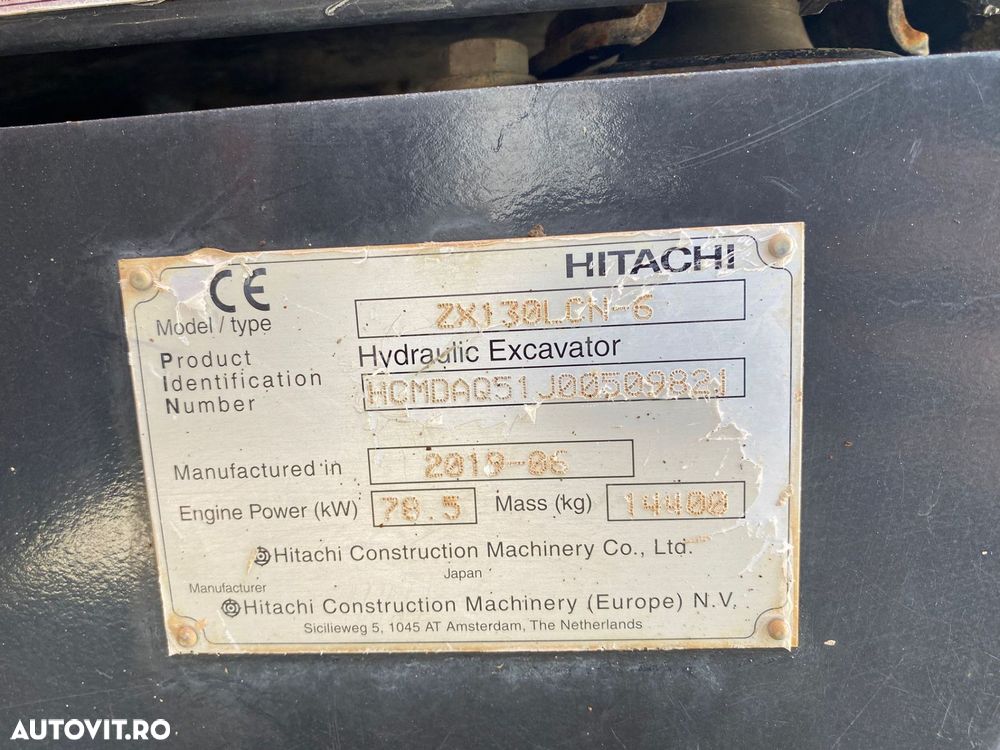 CE
HITACHI
Model / type ZX130LCN-6
Product Hydraulic Excavator
Identification HCMDAQ51J0050982
Number
Manufactured in 2019-06
Engine Power (kW) 78.5 Mass (kg) 14400
Hitachi Construction Machinery Co., Ltd.
Japan
Manufacturer
Hitachi Construction Machinery (Europe) N.V.
Sicilieweg 5, 1045 AT Amsterdam, The Netherlands
AUTOVIT.RO